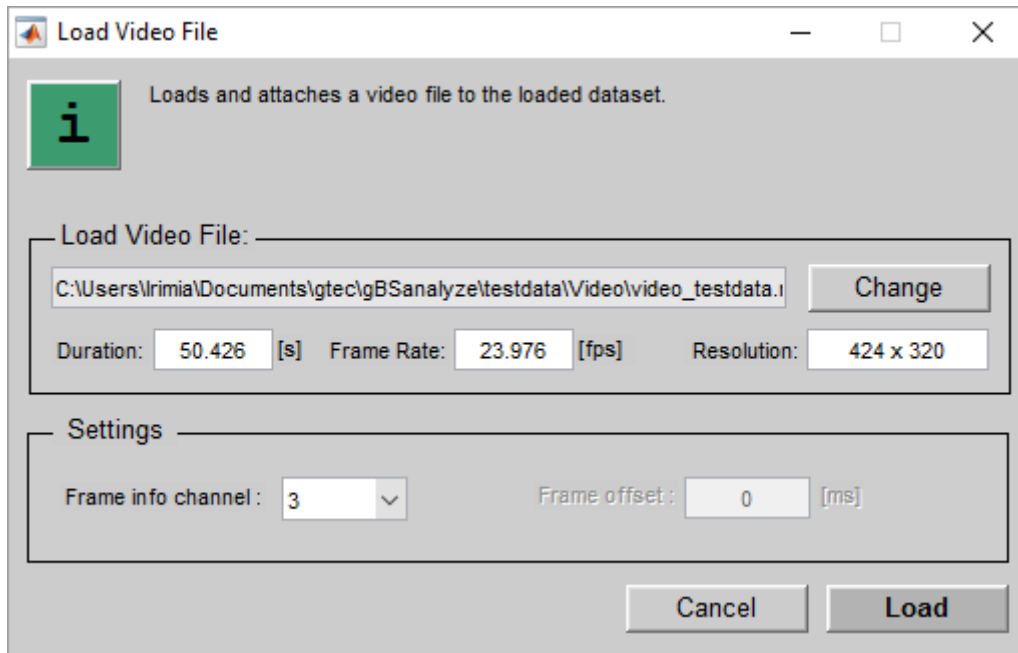 Load Video File
i
Loads and attaches a video file to the loaded dataset.
Load Video File:
C:\Users\Irimia\Documents\gtec\gBSanalyze\testdata\Video\video_testdata. Change
Duration: 50.426 [s] Frame Rate: 23.976 [fps] Resolution: 424 x 320
Settings
Frame info channel : 3 Frame offset : 0 [ms]
Cancel Load